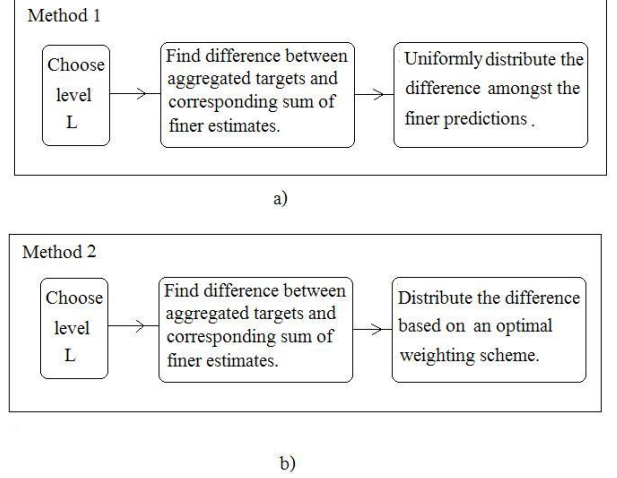 Method 1
Choose
level
L
Find difference between
aggregated targets and
corresponding sum of
finer estimates.
Uniformly distribute the
difference amongst the
finer predictions .
a)
Method 2
Choose
level
L
Find difference between
aggregated targets and
corresponding sum of
finer estimates.
Distribute the difference
based on an optimal
weighting scheme.
b)